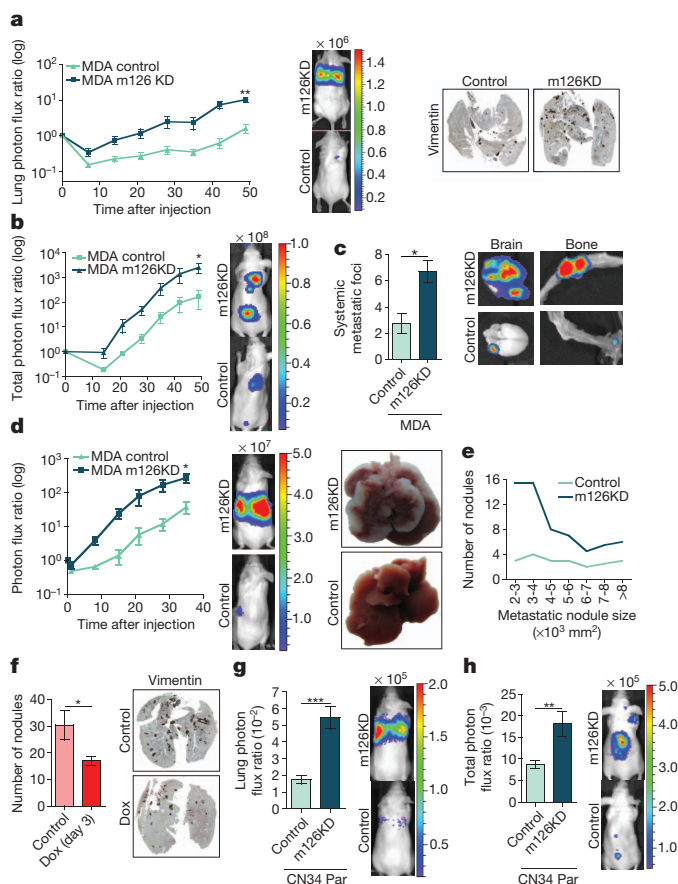 a
MDA control
MDA m126 KD
Lung photon flux ratio (log)
10²
10¹
10⁰
10⁻¹
**
0 10 20 30 40 50
Time after injection
× 10⁶
m126KD
Control
1.4
1.2
1.0
0.8
0.6
0.4
0.2
Control m126KD
Vimentin
b
MDA control
MDA m126KD
Total photon flux ratio (log)
10⁴
10³
10²
10¹
10⁰
10⁻¹
*
0 10 20 30 40 50
Time after injection
× 10⁸
m126KD
Control
1.0
0.8
0.6
0.4
0.2
c
Systemic
metastatic foci
8
6
4
2
0
*
Control
m126KD
MDA
Brain Bone
m126KD
Control
d
MDA control
MDA m126KD
Photon flux ratio (log)
10³
10²
10¹
10⁰
10⁻¹
*
0 10 20 30 40
Time after injection
× 10⁷
m126KD
Control
5.0
4.0
3.0
2.0
1.0
m126KD
Control
e
Control
m126KD
Number of nodules
16
12
8
4
0
2-3
3-4
4-5
5-6
6-7
7-8
>8
Metastatic nodule size
(×10³ mm²)
f
Number of nodules
40
30
20
10
0
*
Control
Dox (day 3)
Vimentin
Control
Dox
g
Lung photon
flux ratio (10⁻²)
7
6
5
4
3
2
1
0
***
Control
m126KD
CN34 Par
× 10⁵
m126KD
Control
2.0
1.5
1.0
0.5
h
Total photon
flux ratio (10⁻³)
25
20
15
10
5
0
**
Control
m126KD
CN34 Par
× 10⁵
m126KD
Control
5.0
4.0
3.0
2.0
1.0